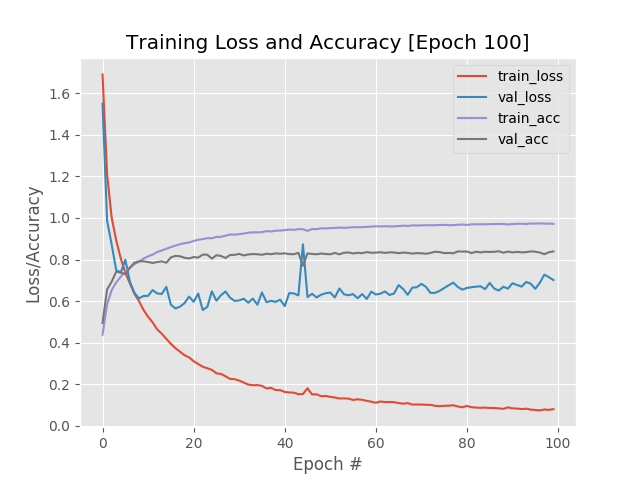 Training Loss and Accuracy [Epoch 100]
train_loss
val_loss
train_acc
val_acc
Loss/Accuracy
1.6
1.4
1.2
1.0
0.8
0.6
0.4
0.2
0.0
0 20 40 60 80 100
Epoch #